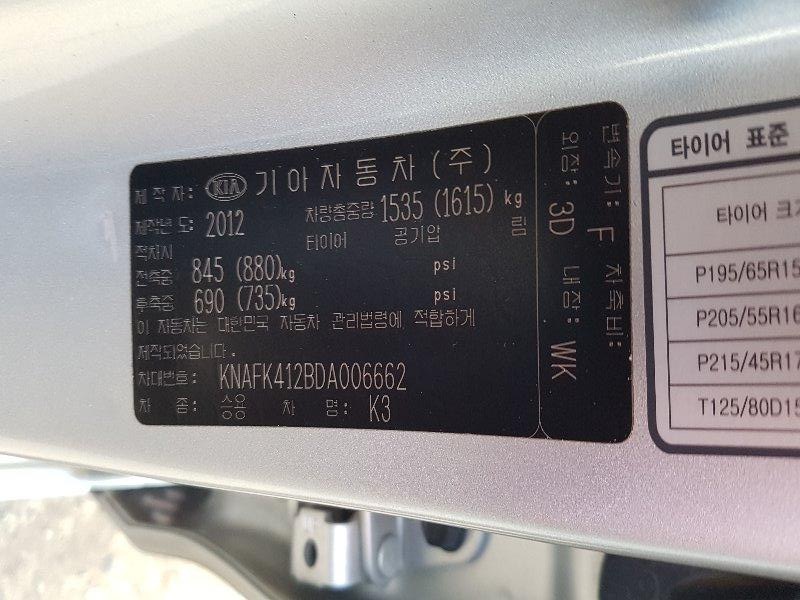 제작자: KIA 기아자동차(주)
제작년도: 2012 차량총중량 1535 (1615) kg
적차시 타이어 공기압 림
전축중 845 (880)kg psi
후축중 690 (735)kg psi
이 자동차는 대한민국 자동차 관리법령에 적합하게
제작되었습니다.
차대번호: KNAFK412BDA006662
차 종: 승용 차 명: K3
변속기: F 차축비:
외장: 3D 내장: WK
타이어 표준
타이어 크기
P195/65R15
P205/55R16
P215/45R17
T125/80D15